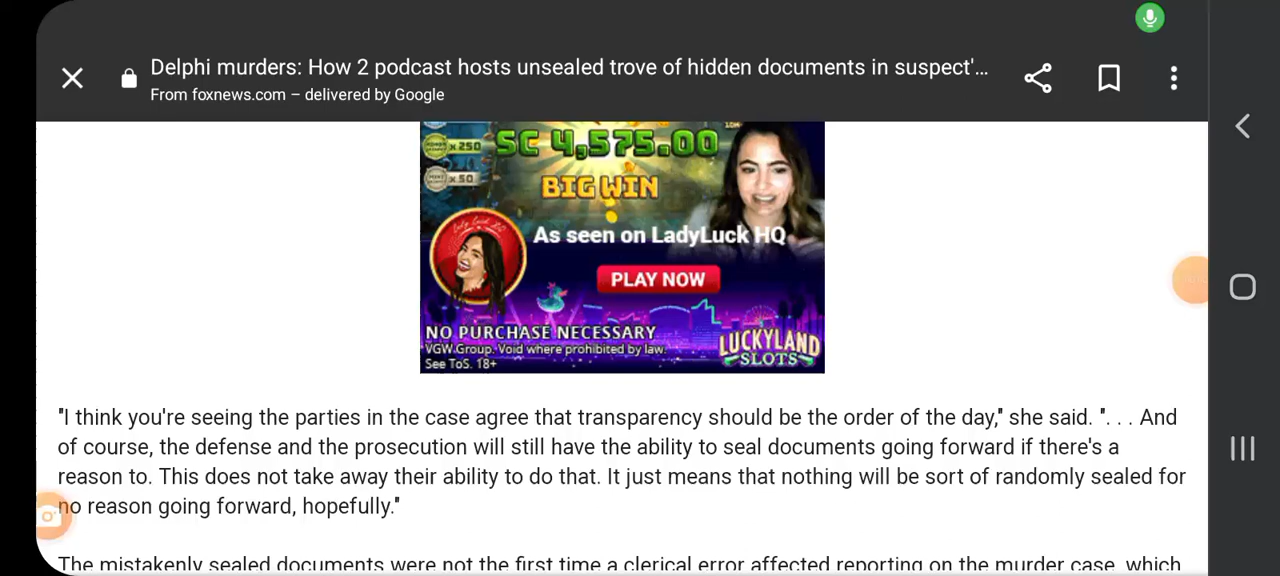 Delphi murders: How 2 podcast hosts unsealed trove of hidden documents in suspect'...
From foxnews.com – delivered by Google
x 250
SC 4,575.00
x 50
BIG WIN
As seen on LadyLuck HQ
PLAY NOW
NO PURCHASE NECESSARY
VGW Group. Void where prohibited by law.
See ToS. 18+
LUCKYLAND
SLOTS
"I think you're seeing the parties in the case agree that transparency should be the order of the day," she said. ". . . And
of course, the defense and the prosecution will still have the ability to seal documents going forward if there's a
reason to. This does not take away their ability to do that. It just means that nothing will be sort of randomly sealed for
no reason going forward, hopefully."
The mistakenly sealed documents were not the first time a clerical error affected reporting on the murder case, which